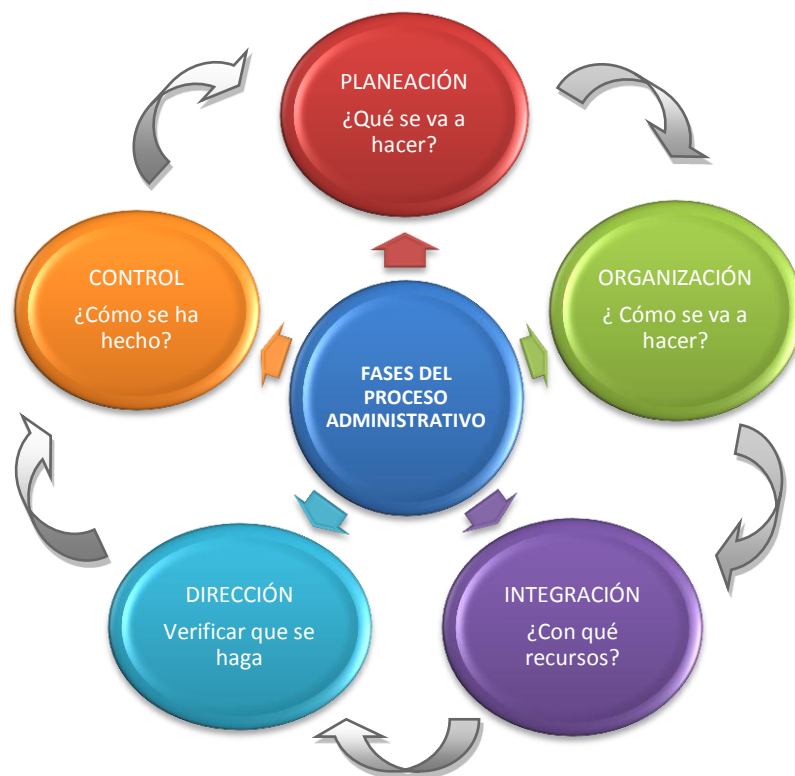 PLANEACIÓN
¿Qué se va a
hacer?
ORGANIZACIÓN
¿ Cómo se va a
hacer?
INTEGRACIÓN
¿Con qué
recursos?
DIRECCIÓN
Verificar que se
haga
CONTROL
¿Cómo se ha
hecho?
FASES DEL
PROCESO
ADMINISTRATIVO